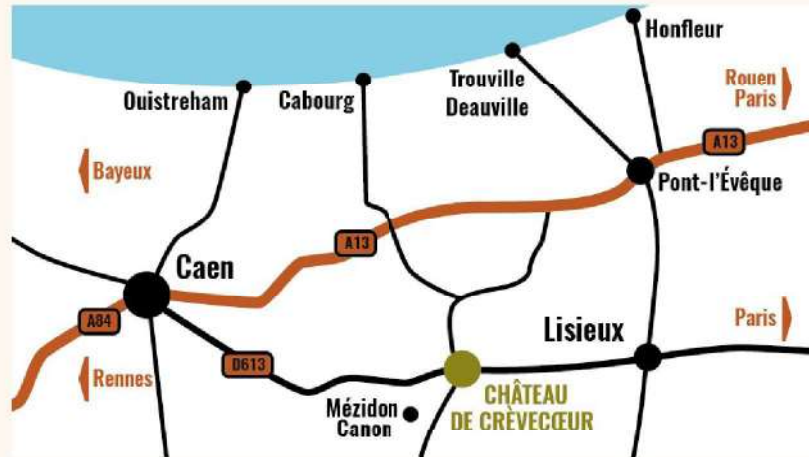 Honfleur
Trouville
Deauville
Rouen
Paris
Ouistreham
Cabourg
A13
Bayeux
Pont-l'Évêque
A13
Caen
A84
Lisieux
Paris
D613
Rennes
Mézidon
Canon
CHÂTEAU
DE CRÈVECŒUR